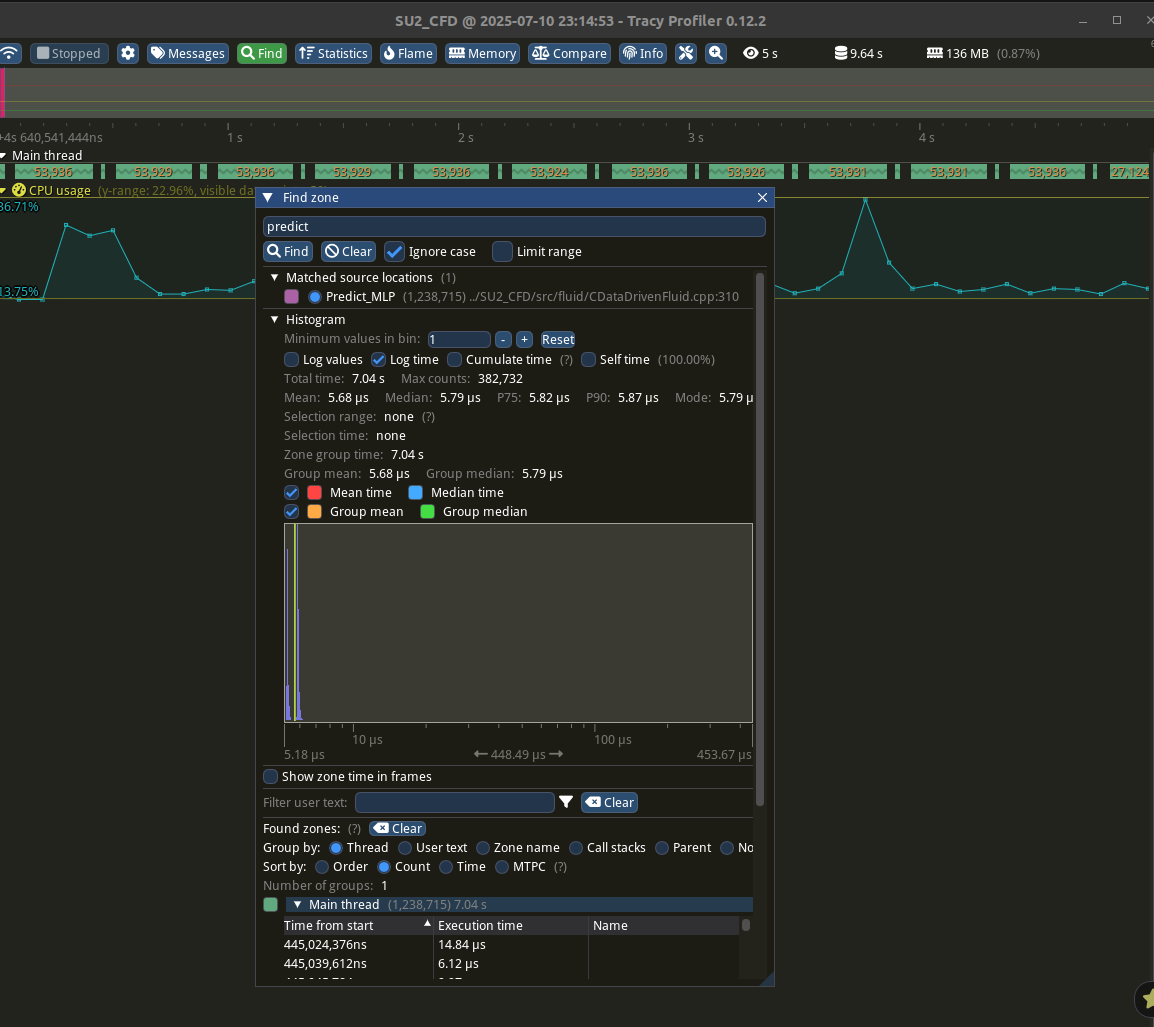 SU2_CFD @ 2025-07-10 23:14:53 - Tracy Profiler 0.12.2
Stopped Messages Find Statistics Flame Memory Compare Info 5 s 9.64 s 136 MB (0.87%)
+4s 640,541,444ns 1 s 2 s 3 s 4 s
Main thread
53,936 53,929 53,936 53,929 53,936 53,924 53,936 53,926 53,931 53,931 53,936 27,124
CPU usage (y-range: 22.96%, visible da
36.71%
13.75%
Find zone
predict
Find Clear Ignore case Limit range
Matched source locations (1)
Predict_MLP (1,238,715) ../SU2_CFD/src/fluid/CDataDrivenFluid.cpp:310
Histogram
Minimum values in bin: 1 - + Reset
Log values Log time Cumulate time (?) Self time (100.00%)
Total time: 7.04 s Max counts: 382,732
Mean: 5.68 μs Median: 5.79 μs P75: 5.82 μs P90: 5.87 μs Mode: 5.79 μ
Selection range: none (?)
Selection time: none
Zone group time: 7.04 s
Group mean: 5.68 μs Group median: 5.79 μs
Mean time Median time
Group mean Group median
10 μs 100 μs
5.18 μs ← 448.49 μs → 453.67 μs
Show zone time in frames
Filter user text: Clear
Found zones: (?) Clear
Group by: Thread User text Zone name Call stacks Parent No
Sort by: Order Count Time MTPC (?)
Number of groups: 1
Main thread (1,238,715) 7.04 s
Time from start Execution time Name
445,024,376ns 14.84 μs
445,039,612ns 6.12 μs